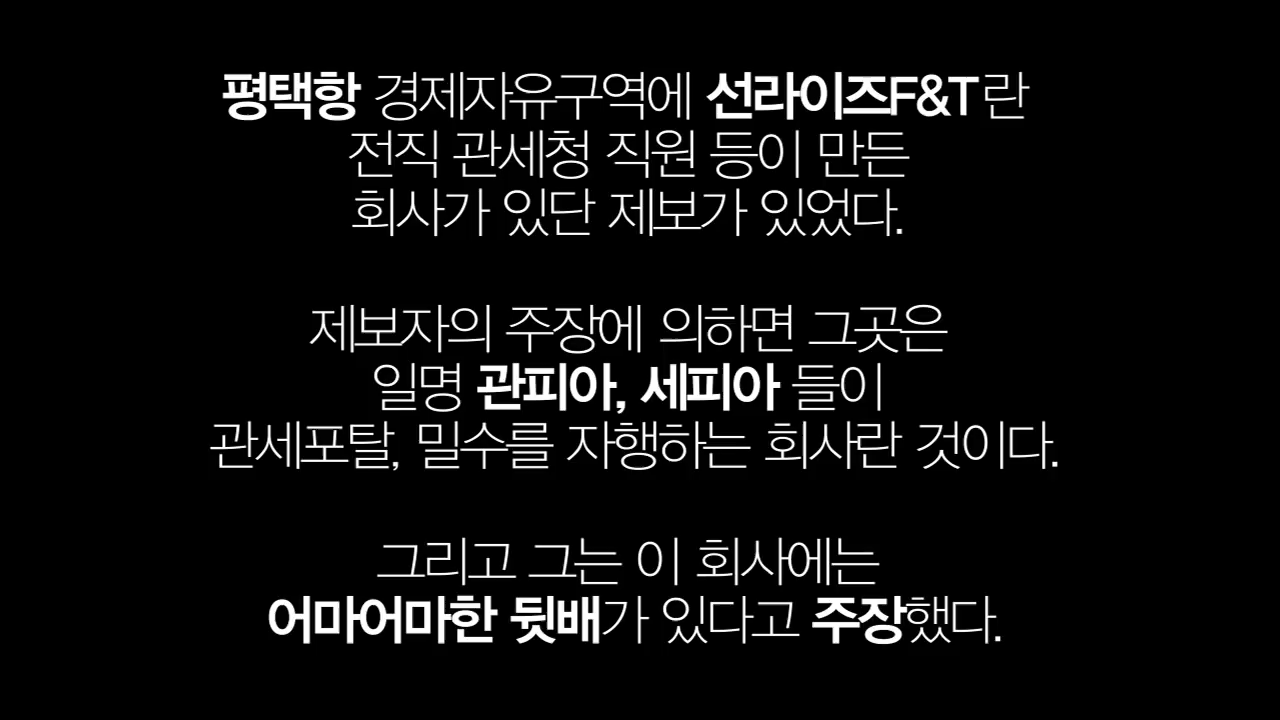 평택항 경제자유구역에 선라이즈F&T란
전직 관세청 직원 등이 만든
회사가 있단 제보가 있었다.
제보자의 주장에 의하면 그곳은
일명 관피아, 세피아 들이
관세포탈, 밀수를 자행하는 회사란 것이다.
그리고 그는 이 회사에는
어마어마한 뒷배가 있다고 주장했다.